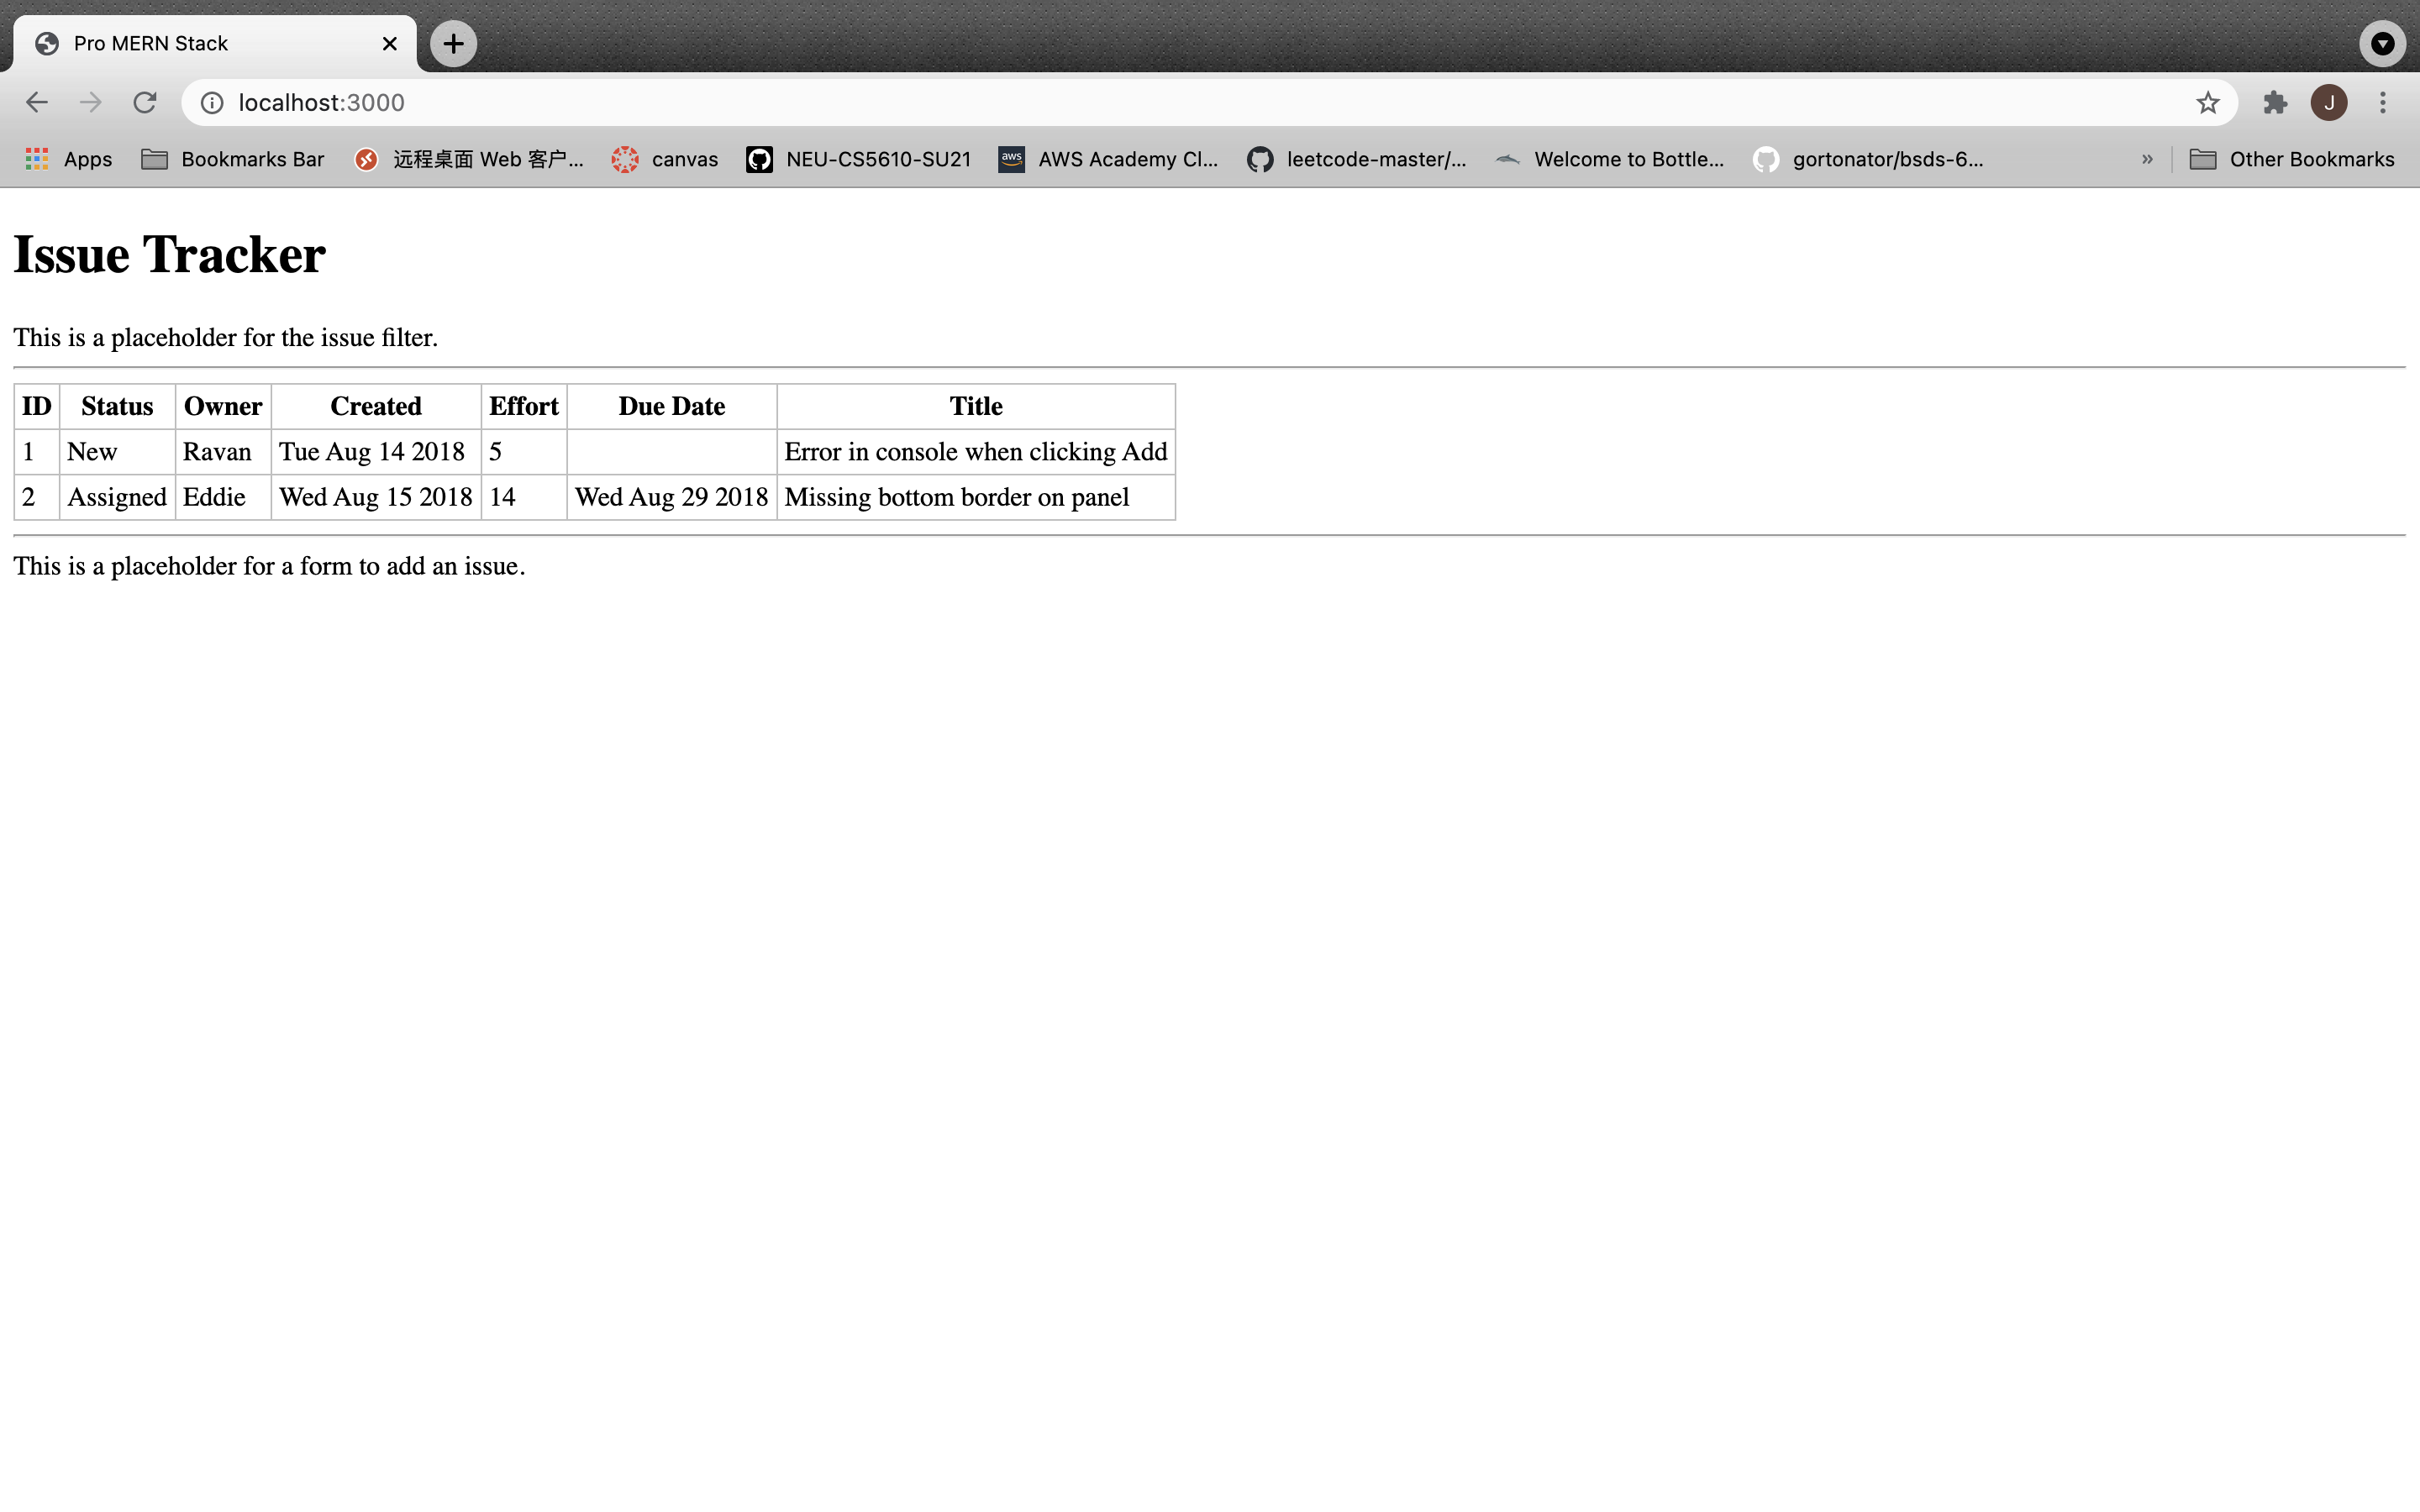 Pro MERN Stack
localhost:3000
J
Apps Bookmarks Bar 远程桌面 Web 客户... canvas NEU-CS5610-SU21 aws AWS Academy Cl... leetcode-master/... Welcome to Bottle... gortonator/bsds-6... » Other Bookmarks
Issue Tracker
This is a placeholder for the issue filter.
ID Status Owner Created Effort Due Date Title
1 New Ravan Tue Aug 14 2018 5 Error in console when clicking Add
2 Assigned Eddie Wed Aug 15 2018 14 Wed Aug 29 2018 Missing bottom border on panel
This is a placeholder for a form to add an issue.